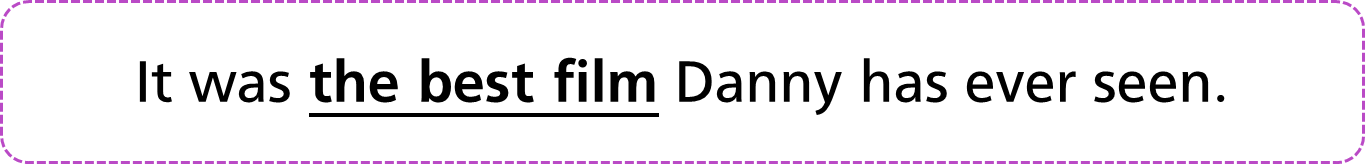 It was the best film Danny has ever seen.